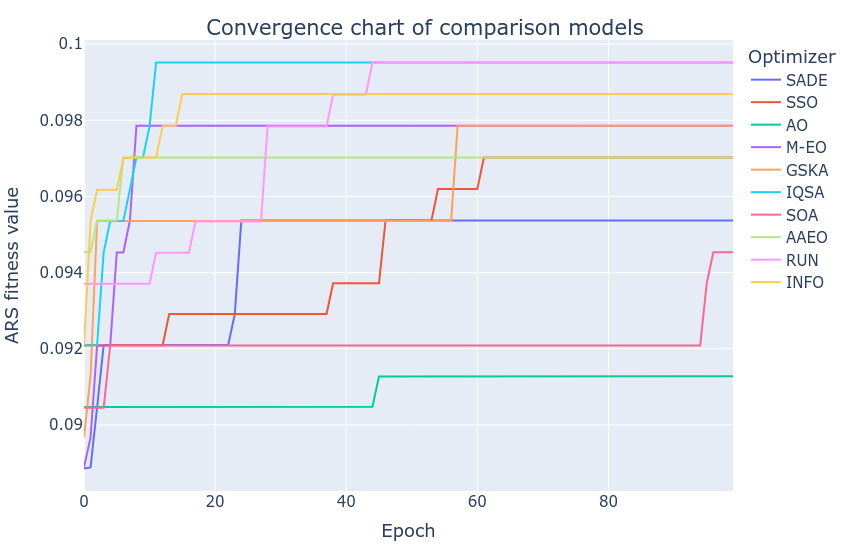 Convergence chart of comparison models
ARS fitness value
0.1
0.098
0.096
0.094
0.092
0.09
0
20
40
60
80
Epoch
Optimizer
SADE
SSO
AO
M-EO
GSKA
IQSA
SOA
AAEO
RUN
INFO